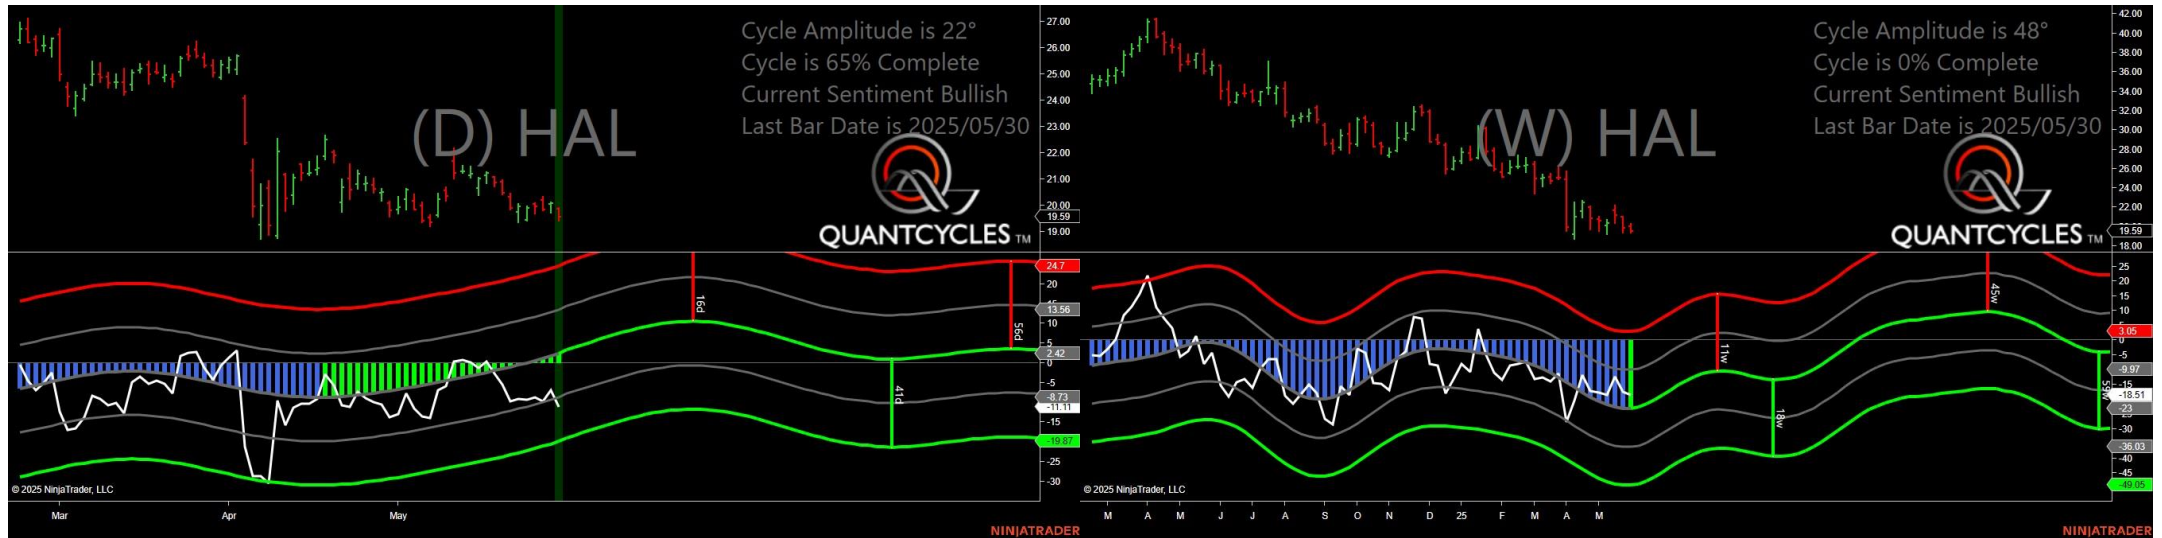 Cycle Amplitude is 22°
Cycle is 65% Complete
Current Sentiment Bullish
Last Bar Date is 2025/05/30
(D) HAL
QUANTCYCLES TM
27.00
26.00
25.00
24.00
23.00
22.00
21.00
20.00
19.59
19.00
24.7
20
13.56
10
5
2.42
0
-5
-8.73
-11.11
-15
-19.87
-25
-30
16d
41d
56d
© 2025 NinjaTrader, LLC
Mar Apr May
NINJATRADER
Cycle Amplitude is 48°
Cycle is 0% Complete
Current Sentiment Bullish
Last Bar Date is 2025/05/30
(W) HAL
QUANTCYCLES TM
42.00
40.00
38.00
36.00
34.00
32.00
30.00
28.00
26.00
24.00
22.00
19.59
18.00
25
20
15
10
3.05
0
-5
-9.97
-15
-18.51
-23
-30
-36.03
-40
-45
-49.05
11w
18w
45w
© 2025 NinjaTrader, LLC
M A M J J A S O N D 25 F M A M
NINJATRADER